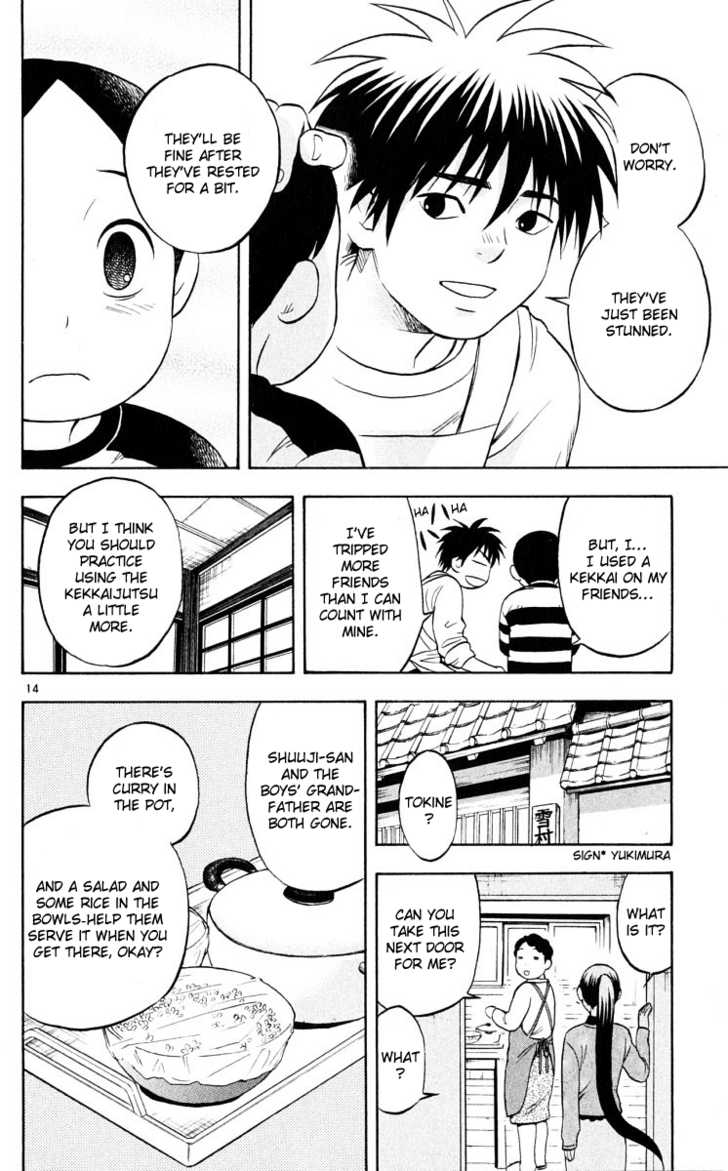 DON'T
WORRY.
THEY'VE
JUST BEEN
STUNNED.
THEY'LL BE
FINE AFTER
THEY'VE RESTED
FOR A BIT.
BUT, I...
I USED A
KEKKAI ON MY
FRIENDS...
HA HA
I'VE
TRIPPED
MORE
FRIENDS
THAN I CAN
COUNT WITH
MINE.
BUT I THINK
YOU SHOULD
PRACTICE
USING THE
KEKKAIJUTSU
A LITTLE
MORE.
14
TOKINE
?
雪村
SIGN* YUKIMURA
WHAT
IS IT?
CAN YOU
TAKE THIS
NEXT DOOR
FOR ME?
WHAT
?
SHUUJI-SAN
AND THE
BOYS' GRAND-
FATHER ARE
BOTH GONE.
THERE'S
CURRY IN
THE POT,
AND A SALAD AND
SOME RICE IN THE
BOWLS-HELP THEM
SERVE IT WHEN YOU
GET THERE, OKAY?